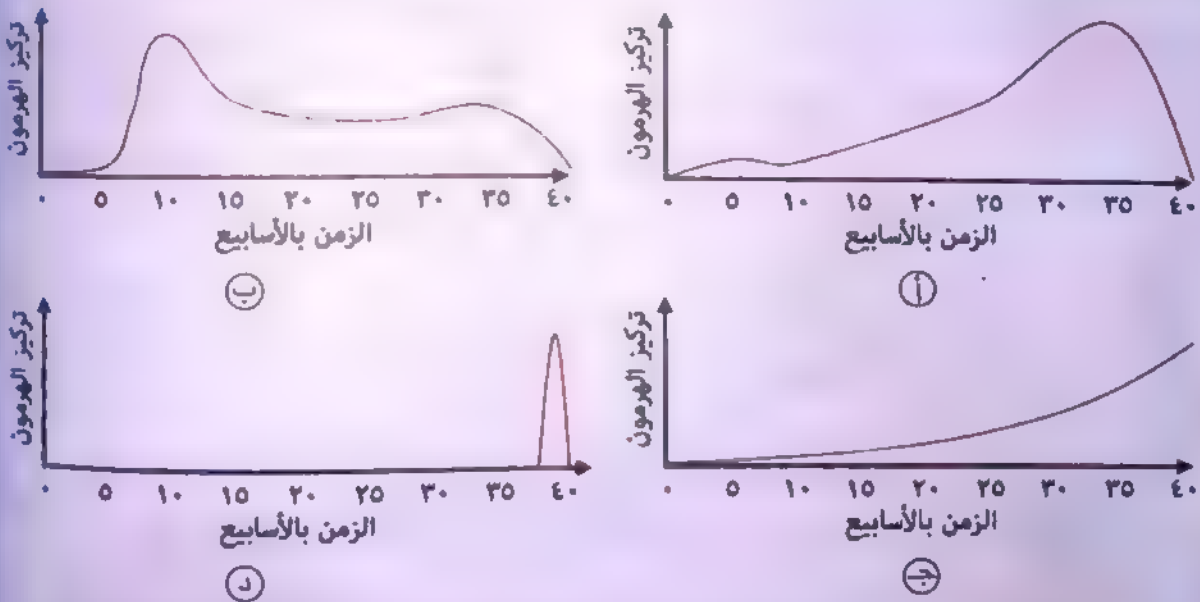 تركيز الهرمون
٠ ٥ ١٠ ١٥ ٢٠ ٢٥ ٣٠ ٣٥ ٤٠
الزمن بالأسابيع
أ
تركيز الهرمون
٠ ٥ ١٠ ١٥ ٢٠ ٢٥ ٣٠ ٣٥ ٤٠
الزمن بالأسابيع
ب
تركيز الهرمون
٠ ٥ ١٠ ١٥ ٢٠ ٢٥ ٣٠ ٣٥ ٤٠
الزمن بالأسابيع
جـ
تركيز الهرمون
٠ ٥ ١٠ ١٥ ٢٠ ٢٥ ٣٠ ٣٥ ٤٠
الزمن بالأسابيع
د